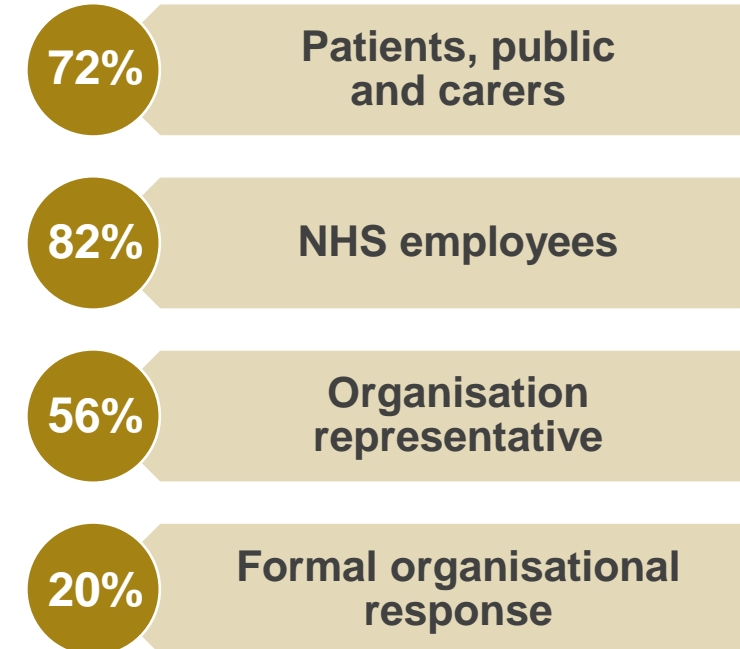 72%
Patients, public
and carers
82%
NHS employees
56%
Organisation
representative
20%
Formal organisational
response